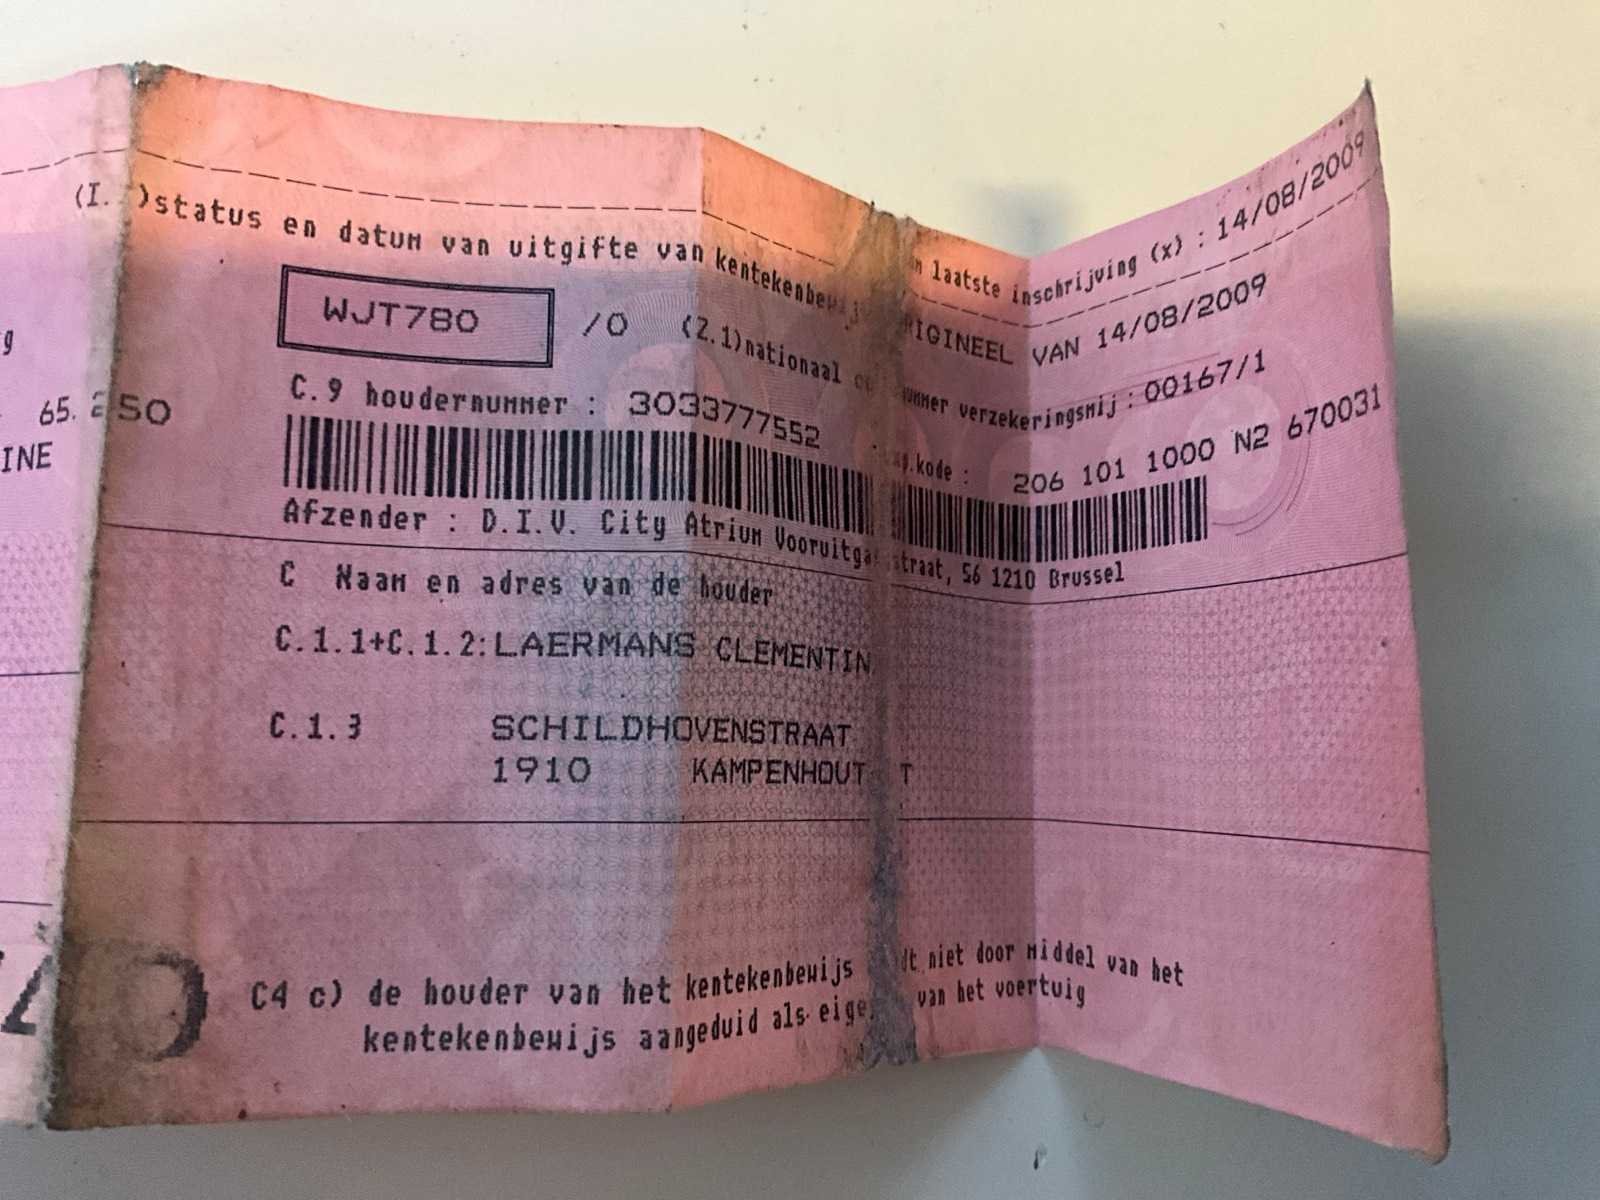 (I. )status en datum van uitgifte van kentekenbewij laatste inschrijving (x) : 14/08/2009
WJT780 /0 RIGINEEL VAN 14/08/2009
(Z.1)nationaal nummer verzekeringsmij : 00167/1
65. 250
C.9 houdernummer : 3033777552 .kode : 206 101 1000 N2 670031
INE
Afzender : D.I.V. City Atrium Vooruitga straat, 56 1210 Brussel
C Naam en adres van de houder
C.1.1+C.1.2: LAERMANS CLEMENTIN
C.1.3 SCHILDHOVENSTRAAT
1910 KAMPENHOUT T
C4 c) de houder van het kentekenbewijs dt niet door middel van het
kentekenbewijs aangeduid als eige van het voertuig